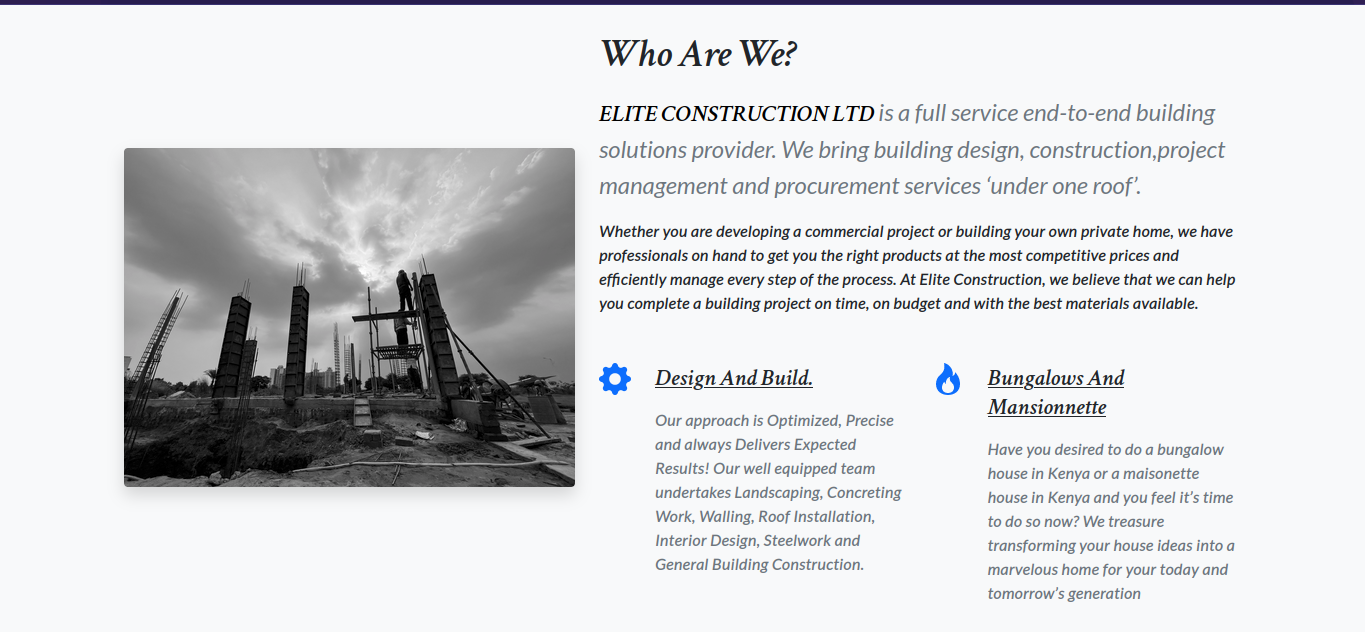 Who Are We?
ELITE CONSTRUCTION LTD is a full service end-to-end building
solutions provider. We bring building design, construction,project
management and procurement services ‘under one roof’.
Whether you are developing a commercial project or building your own private home, we have
professionals on hand to get you the right products at the most competitive prices and
efficiently manage every step of the process. At Elite Construction, we believe that we can help
you complete a building project on time, on budget and with the best materials available.
Design And Build.
Our approach is Optimized, Precise
and always Delivers Expected
Results! Our well equipped team
undertakes Landscaping, Concreting
Work, Walling, Roof Installation,
Interior Design, Steelwork and
General Building Construction.
Bungalows And
Mansionnette
Have you desired to do a bungalow
house in Kenya or a maisonette
house in Kenya and you feel it’s time
to do so now? We treasure
transforming your house ideas into a
marvelous home for your today and
tomorrow’s generation